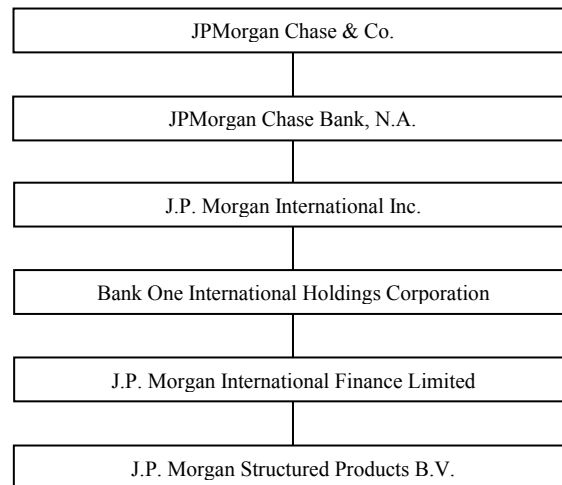 JPMorgan Chase & Co.
JPMorgan Chase Bank, N.A.
J.P. Morgan International Inc.
Bank One International Holdings Corporation
J.P. Morgan International Finance Limited
J.P. Morgan Structured Products B.V.